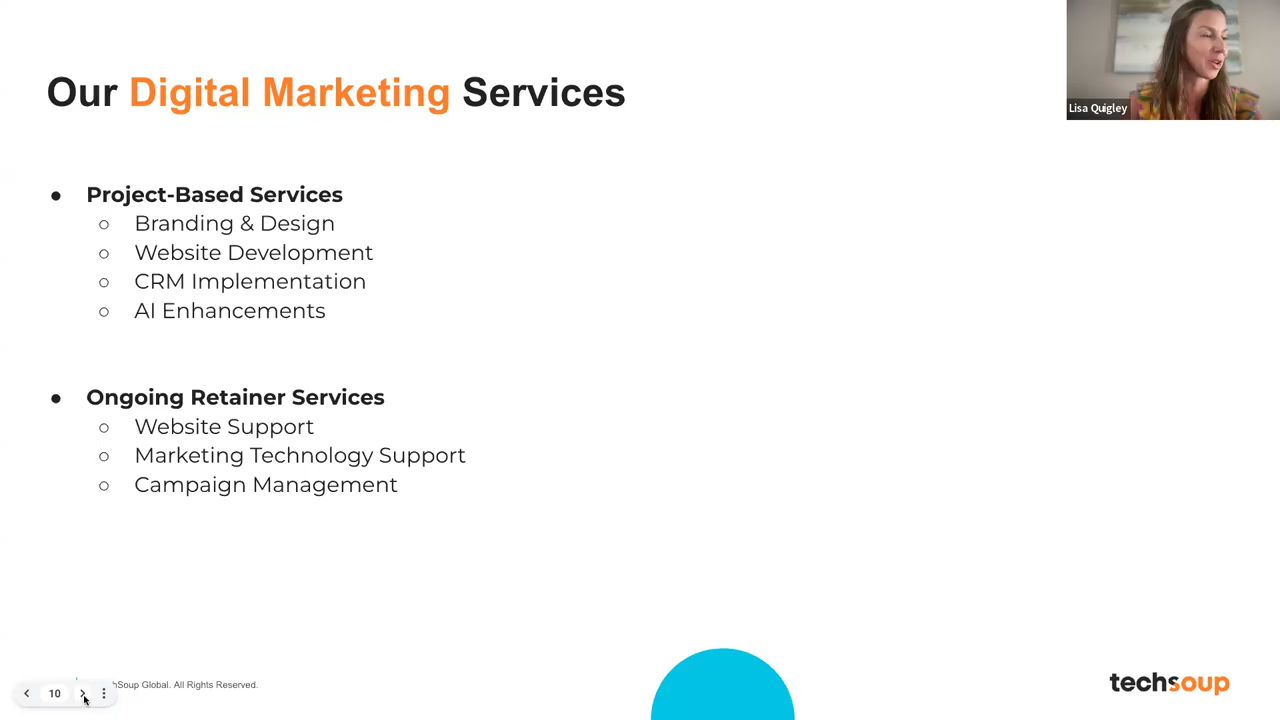 Our Digital Marketing Services
Lisa Quigley
● Project-Based Services
○ Branding & Design
○ Website Development
○ CRM Implementation
○ AI Enhancements
● Ongoing Retainer Services
○ Website Support
○ Marketing Technology Support
○ Campaign Management
10
Soup Global. All Rights Reserved.
techsoup